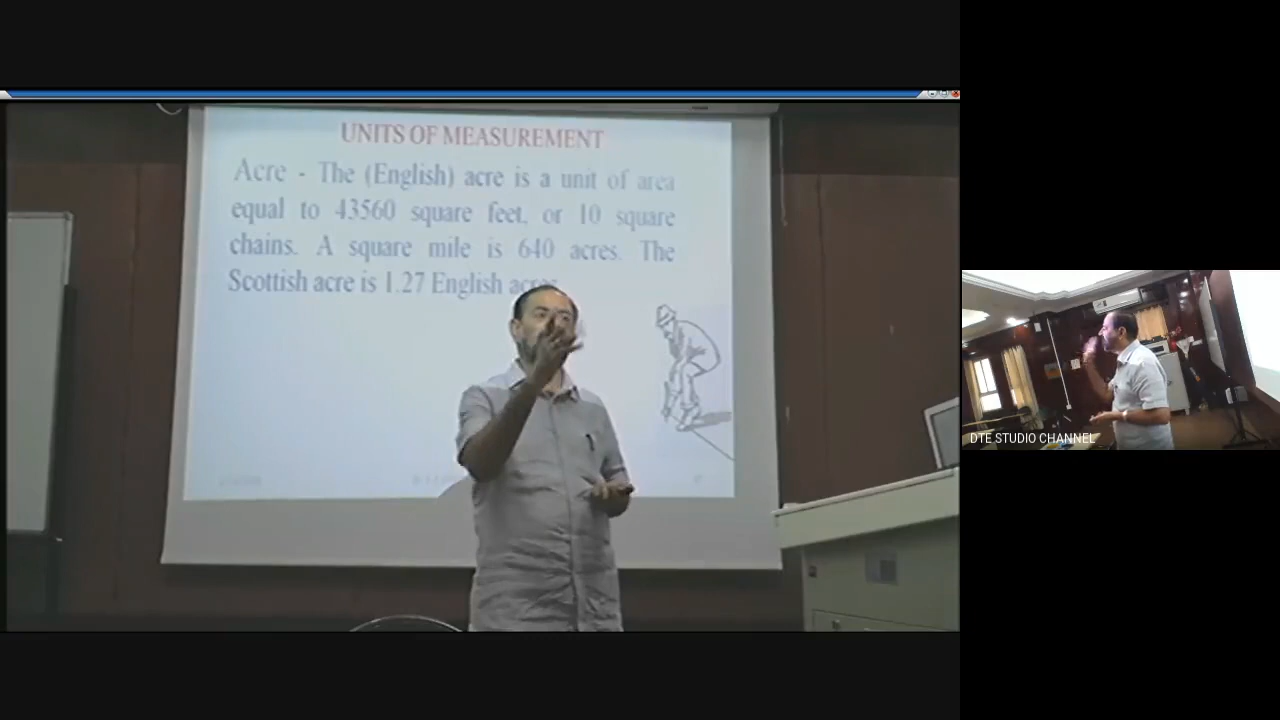 UNITS OF MEASUREMENT
Acre - The (English) acre is a unit of area
equal to 43560 square feet, or 10 square
chains. A square mile is 640 acres. The
Scottish acre is 1.27 English
DTE STUDIO CHANNEL